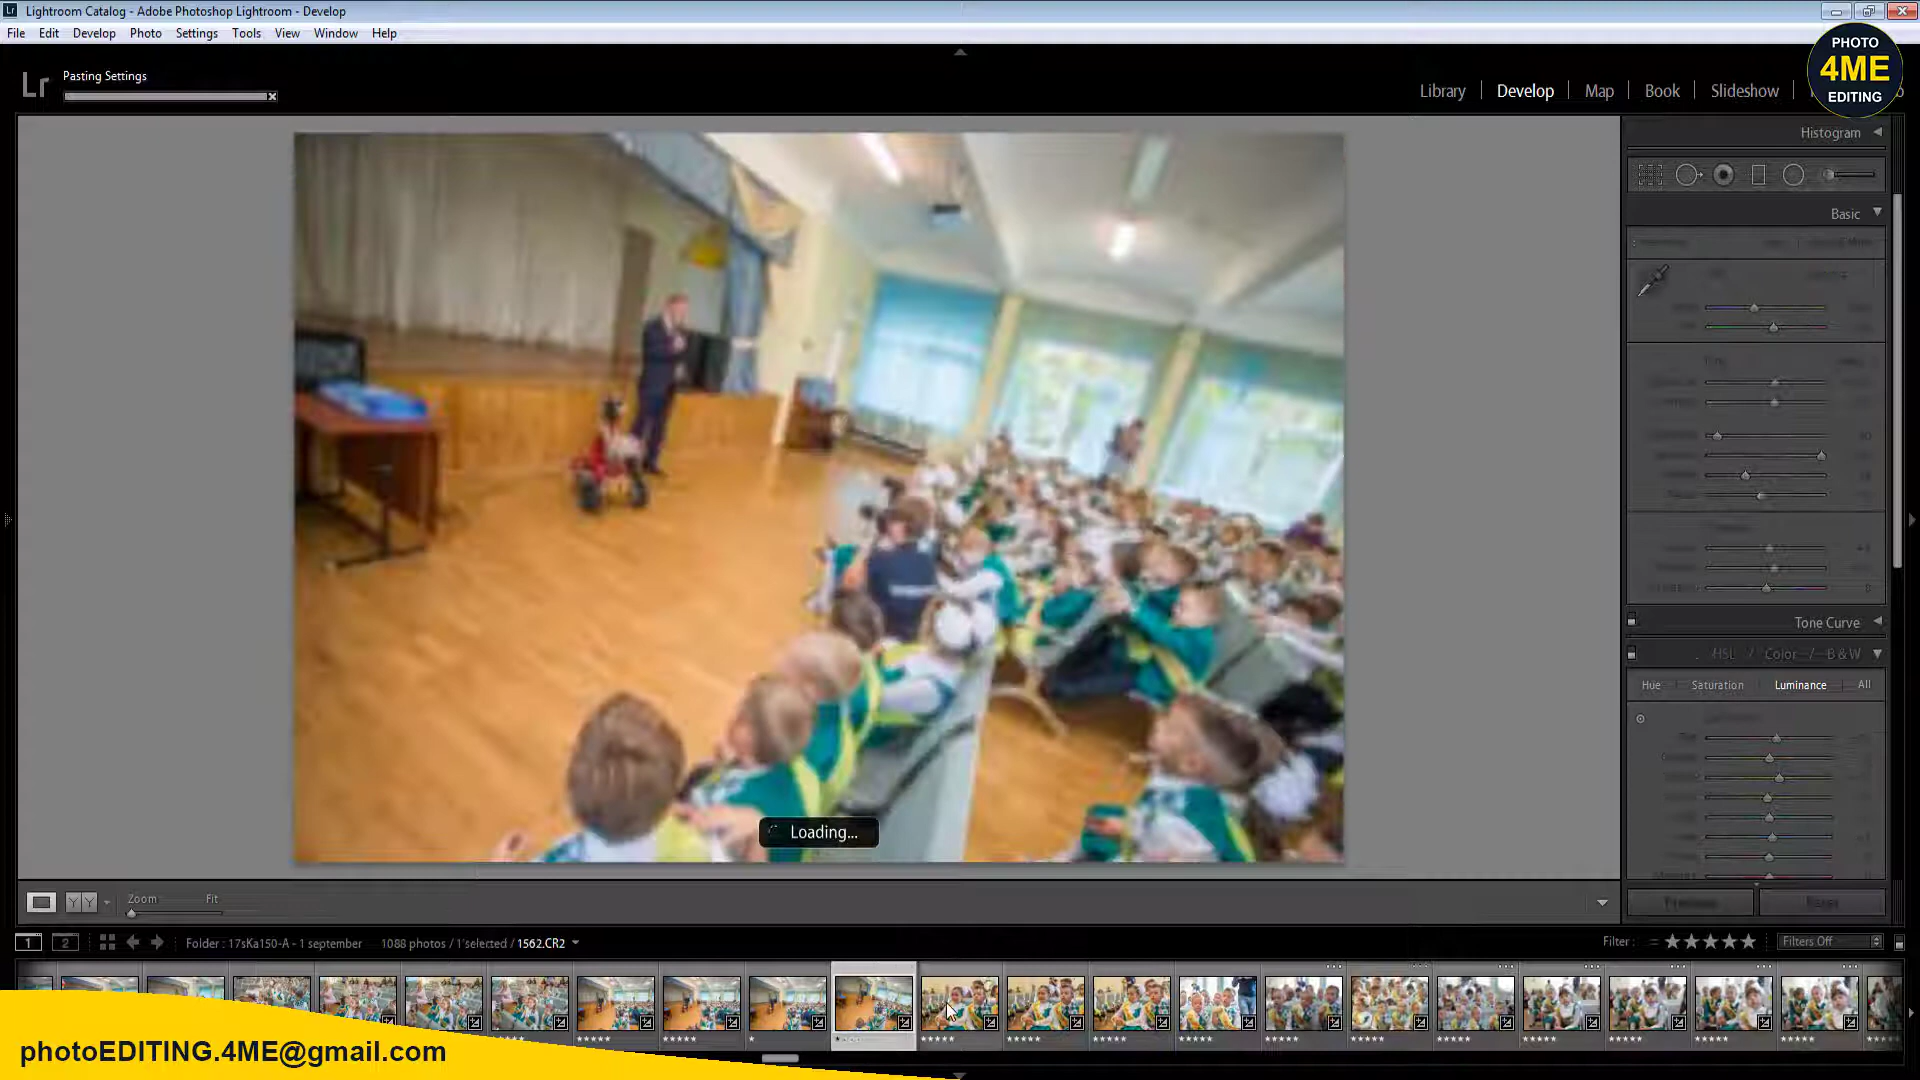 Lr Lightroom Catalog - Adobe Photoshop Lightroom - Develop
File Edit Develop Photo Settings Tools View Window Help
PHOTO
4ME
EDITING
Lr
Pasting Settings
Library Develop Map Book Slideshow
Histogram
Basic
Tone Curve
HSL / Color / B & W
Hue Saturation Luminance All
Loading...
Zoom Fit
1 2 Folder : 17sKa150-A - 1 september 1088 photos / 1 selected / 1562.CR2
Filter : Filters Off
photoEDITING.4ME@gmail.com